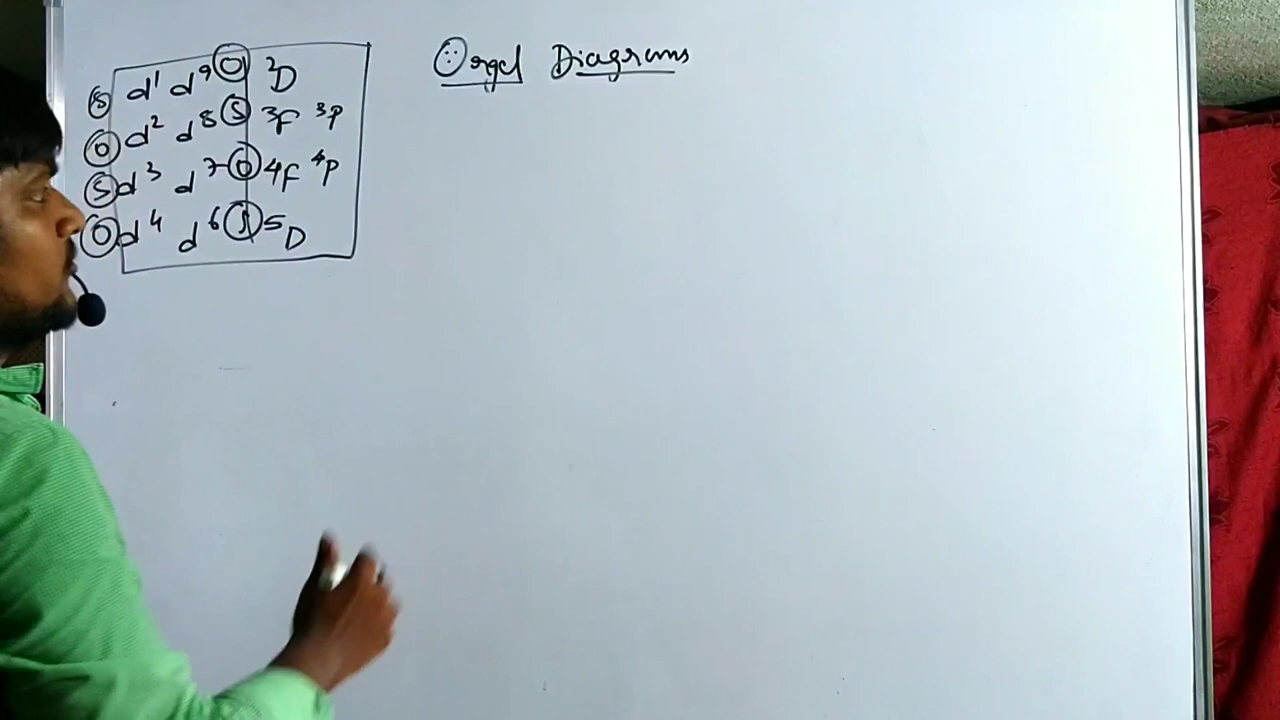 Orgel Diagrams
S d¹ d⁹ O ²D
O d² d⁸ S ³F ³P
S d³ d⁷ O 4F ⁴P
O d⁴ d⁶ S 5D